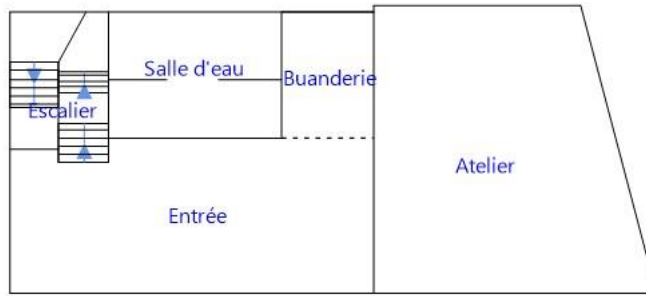 Salle d'eau
Buanderie
Escalier
Atelier
Entrée